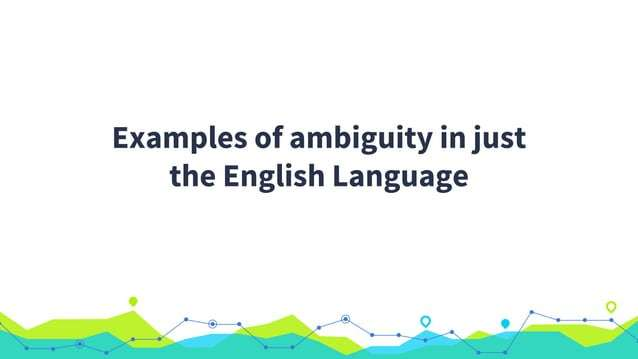 Examples of ambiguity in just
the English Language